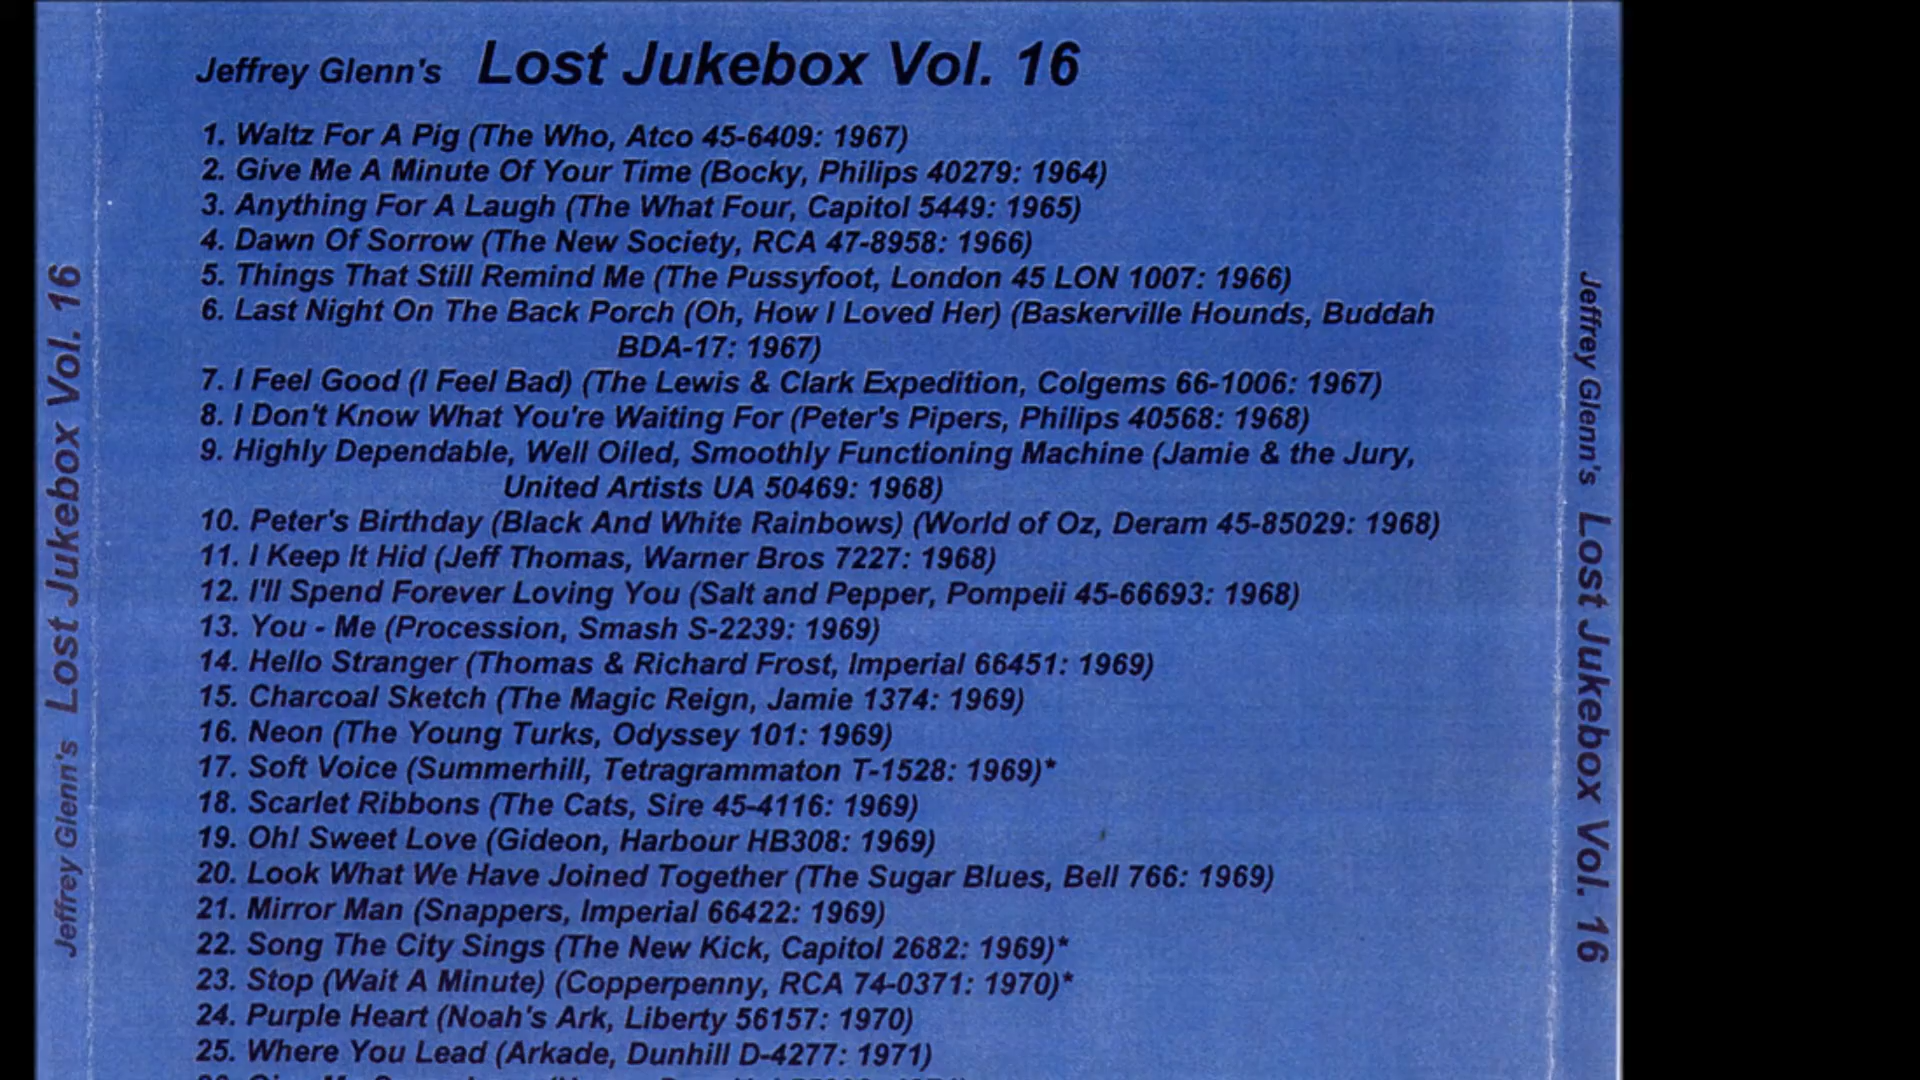 Jeffrey Glenn's Lost Jukebox Vol. 16
1. Waltz For A Pig (The Who, Atco 45-6409: 1967)
2. Give Me A Minute Of Your Time (Bocky, Philips 40279: 1964)
3. Anything For A Laugh (The What Four, Capitol 5449: 1965)
4. Dawn Of Sorrow (The New Society, RCA 47-8958: 1966)
5. Things That Still Remind Me (The Pussyfoot, London 45 LON 1007: 1966)
6. Last Night On The Back Porch (Oh, How I Loved Her) (Baskerville Hounds, Buddah
BDA-17: 1967)
7. I Feel Good (I Feel Bad) (The Lewis & Clark Expedition, Colgems 66-1006: 1967)
8. I Don't Know What You're Waiting For (Peter's Pipers, Philips 40568: 1968)
9. Highly Dependable, Well Oiled, Smoothly Functioning Machine (Jamie & the Jury,
United Artists UA 50469: 1968)
10. Peter's Birthday (Black And White Rainbows) (World of Oz, Deram 45-85029: 1968)
11. I Keep It Hid (Jeff Thomas, Warner Bros 7227: 1968)
12. I'll Spend Forever Loving You (Salt and Pepper, Pompeii 45-66693: 1968)
13. You - Me (Procession, Smash S-2239: 1969)
14. Hello Stranger (Thomas & Richard Frost, Imperial 66451: 1969)
15. Charcoal Sketch (The Magic Reign, Jamie 1374: 1969)
16. Neon (The Young Turks, Odyssey 101: 1969)
17. Soft Voice (Summerhill, Tetragrammaton T-1528: 1969)*
18. Scarlet Ribbons (The Cats, Sire 45-4116: 1969)
19. Oh! Sweet Love (Gideon, Harbour HB308: 1969)
20. Look What We Have Joined Together (The Sugar Blues, Bell 766: 1969)
21. Mirror Man (Snappers, Imperial 66422: 1969)
22. Song The City Sings (The New Kick, Capitol 2682: 1969)*
23. Stop (Wait A Minute) (Copperpenny, RCA 74-0371: 1970)*
24. Purple Heart (Noah's Ark, Liberty 56157: 1970)
25. Where You Lead (Arkade, Dunhill D-4277: 1971)
Jeffrey Glenn's Lost Jukebox Vol. 16
Jeffrey Glenn's Lost Jukebox Vol. 16